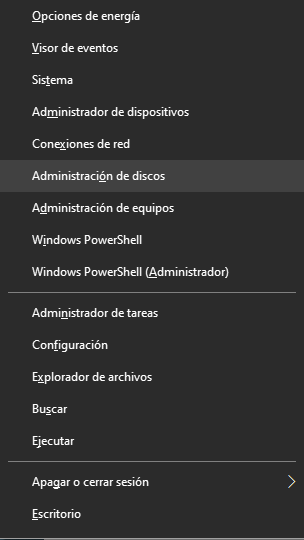 Opciones de energía
Visor de eventos
Sistema
Administrador de dispositivos
Conexiones de red
Administración de discos
Administración de equipos
Windows PowerShell
Windows PowerShell (Administrador)
Administrador de tareas
Configuración
Explorador de archivos
Buscar
Ejecutar
Apagar o cerrar sesión
Escritorio